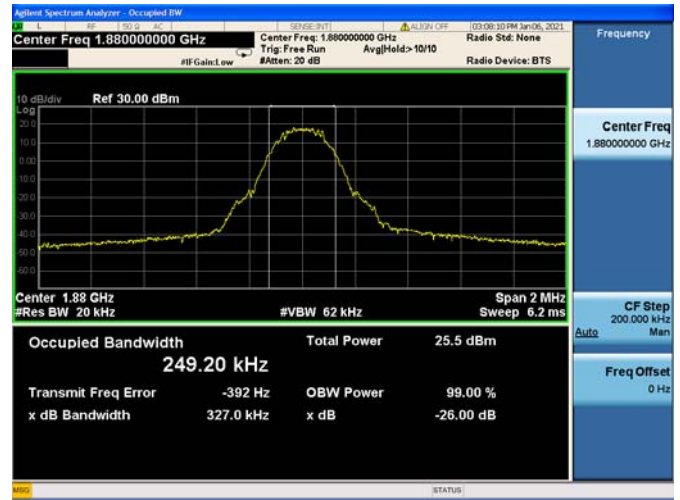 Agilent Spectrum Analyzer - Occupied BW
L RF 50 Ω AC SENSE:INT ALIGN OFF 03:08:10 PM Jan 06, 2021
Center Freq 1.880000000 GHz
Center Freq: 1.880000000 GHz
Radio Std: None
Trig: Free Run Avg|Hold:> 10/10
#IFGain:Low #Atten: 20 dB Radio Device: BTS
Frequency
10 dB/div Ref 30.00 dBm
Log
20.0
10.0
0.00
-10.0
-20.0
-30.0
-40.0
-50.0
-60.0
Center 1.88 GHz Span 2 MHz
#Res BW 20 kHz #VBW 62 kHz Sweep 6.2 ms
Occupied Bandwidth Total Power 25.5 dBm
249.20 kHz
Transmit Freq Error -392 Hz OBW Power 99.00 %
x dB Bandwidth 327.0 kHz x dB -26.00 dB
Center Freq
1.880000000 GHz
CF Step
200.000 kHz
Auto Man
Freq Offset
0 Hz
MSG STATUS